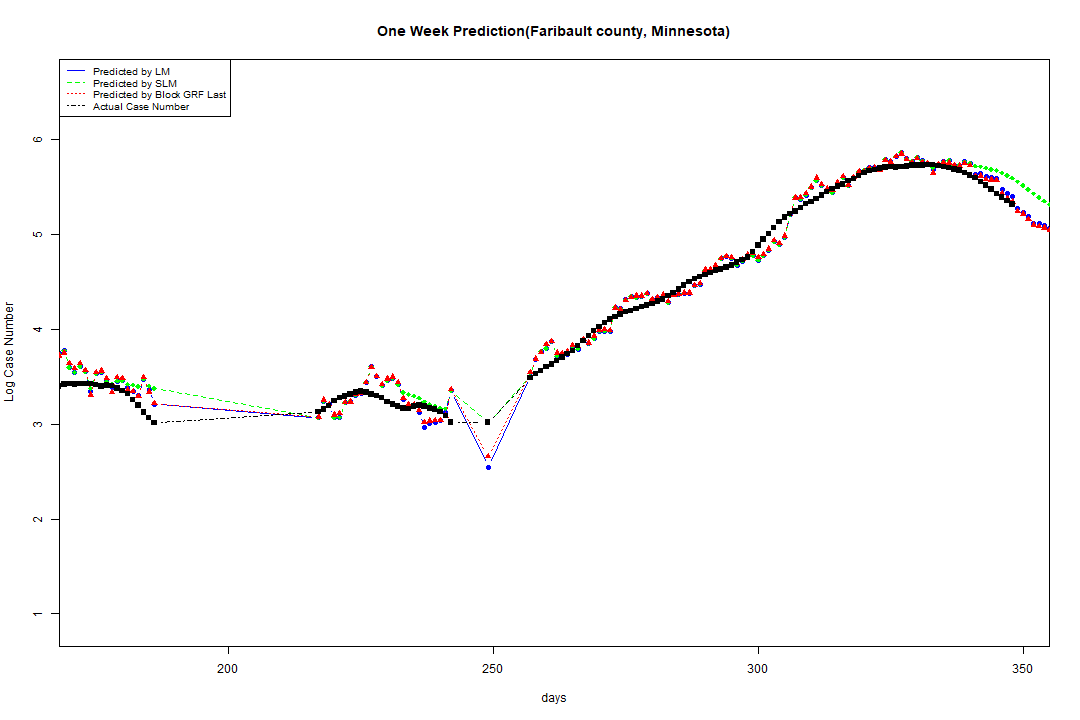 One Week Prediction(Faribault county, Minnesota)
Predicted by LM
Predicted by SLM
Predicted by Block GRF Last
Actual Case Number
6
5
4
3
2
1
Log Case Number
200 250 300 350
days